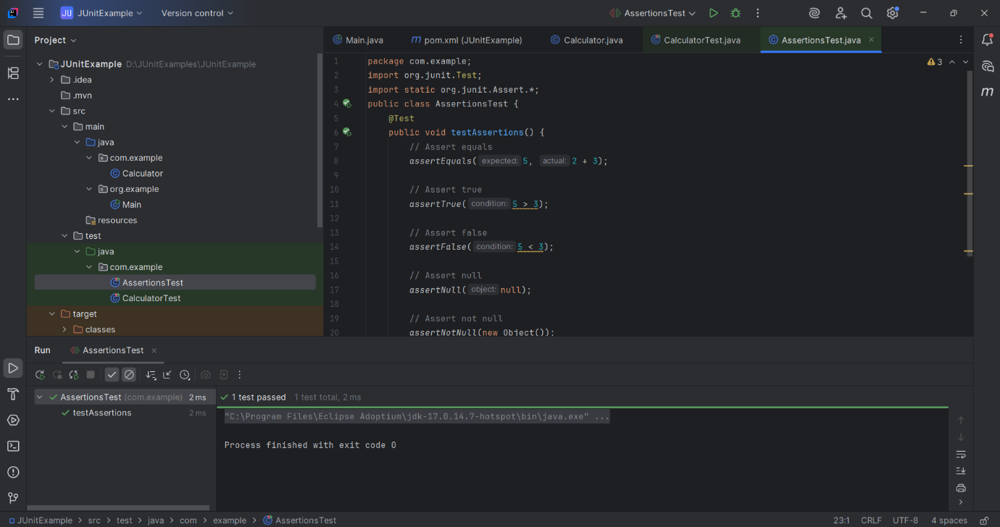 JU JUnitExample Version control AssertionsTest
Project
Main.java m pom.xml (JUnitExample) Calculator.java CalculatorTest.java AssertionsTest.java
JUnitExample D:\JUnitExamples\JUnitExample
.idea
.mvn
src
main
java
com.example
Calculator
org.example
Main
resources
test
java
com.example
AssertionsTest
CalculatorTest
target
classes
3
1 package com.example;
2 import org.junit.Test;
3 import static org.junit.Assert.*;
4 public class AssertionsTest {
5 @Test
6 public void testAssertions() {
7 // Assert equals
8 assertEquals( expected: 5, actual: 2 + 3);
9
10 // Assert true
11 assertTrue( condition: 5 > 3);
12
13 // Assert false
14 assertFalse( condition: 5 < 3);
15
16 // Assert null
17 assertNull( object: null);
18
19 // Assert not null
20 assertNotNull(new Object());
m
Run AssertionsTest
AssertionsTest (com.example) 2 ms
testAssertions 2 ms
1 test passed 1 test total, 2 ms
"C:\Program Files\Eclipse Adoptium\jdk-17.0.14.7-hotspot\bin\java.exe" ...
Process finished with exit code 0
JUnitExample > src > test > java > com > example > AssertionsTest 23:1 CRLF UTF-8 4 spaces